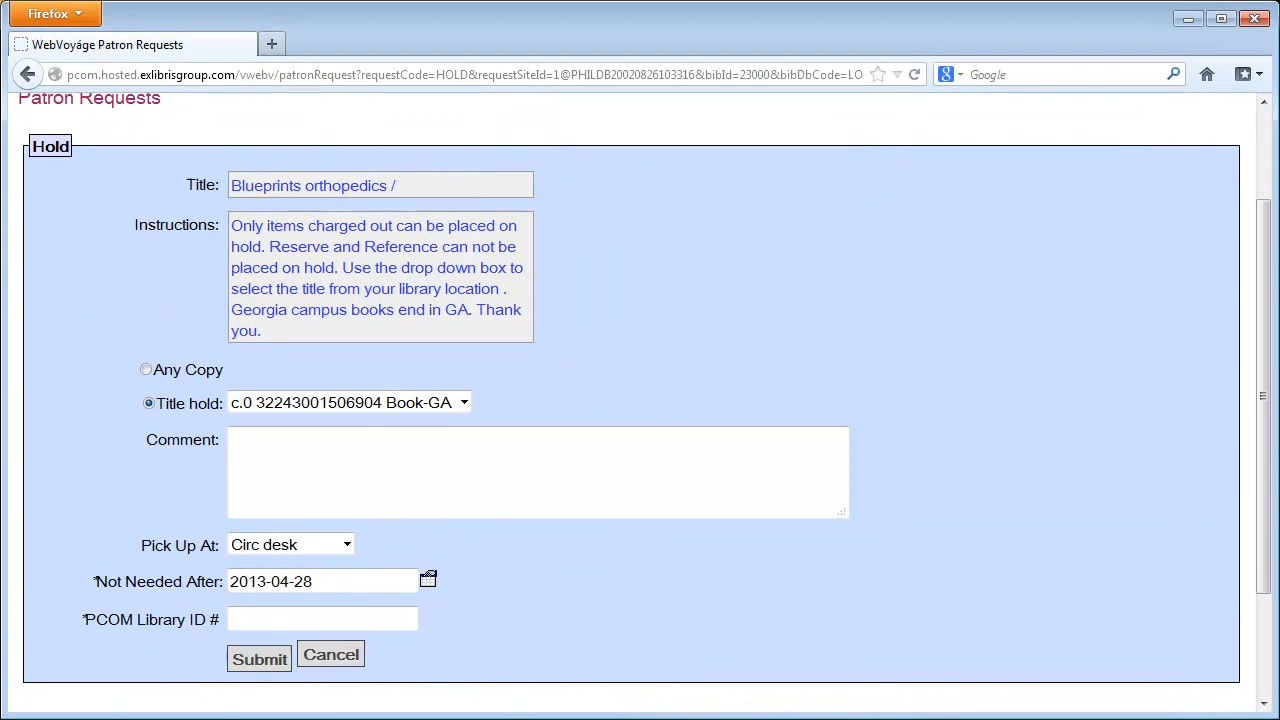 Firefox
WebVoyáge Patron Requests
pcom.hosted.exlibrisgroup.com/vwebv/patronRequest?requestCode=HOLD&requestSiteId=1@PHILDB20020826103316&bibId=23000&bibDbCode=LO
Google
Patron Requests
Hold
Title: Blueprints orthopedics /
Instructions: Only items charged out can be placed on
hold. Reserve and Reference can not be
placed on hold. Use the drop down box to
select the title from your library location .
Georgia campus books end in GA. Thank
you.
Any Copy
Title hold: c.0 32243001506904 Book-GA
Comment:
Pick Up At: Circ desk
*Not Needed After: 2013-04-28
*PCOM Library ID #
Submit Cancel